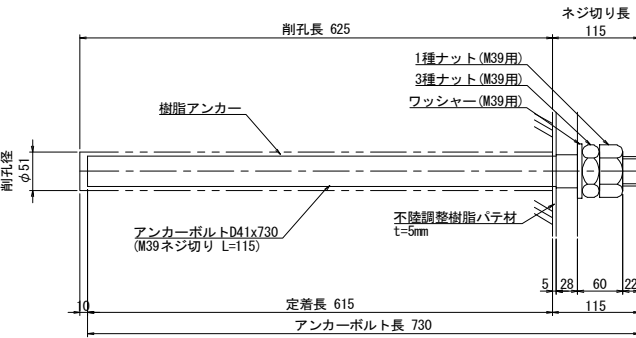 ネジ切り長
削孔長 625
115
1種ナット(M39用)
3種ナット(M39用)
ワッシャー(M39用)
樹脂アンカー
削孔径
φ51
アンカーボルトD41x730
(M39ネジ切り L=115)
不陸調整樹脂パテ材
t=5mm
5
28
60
22
10
定着長 615
115
アンカーボルト長 730